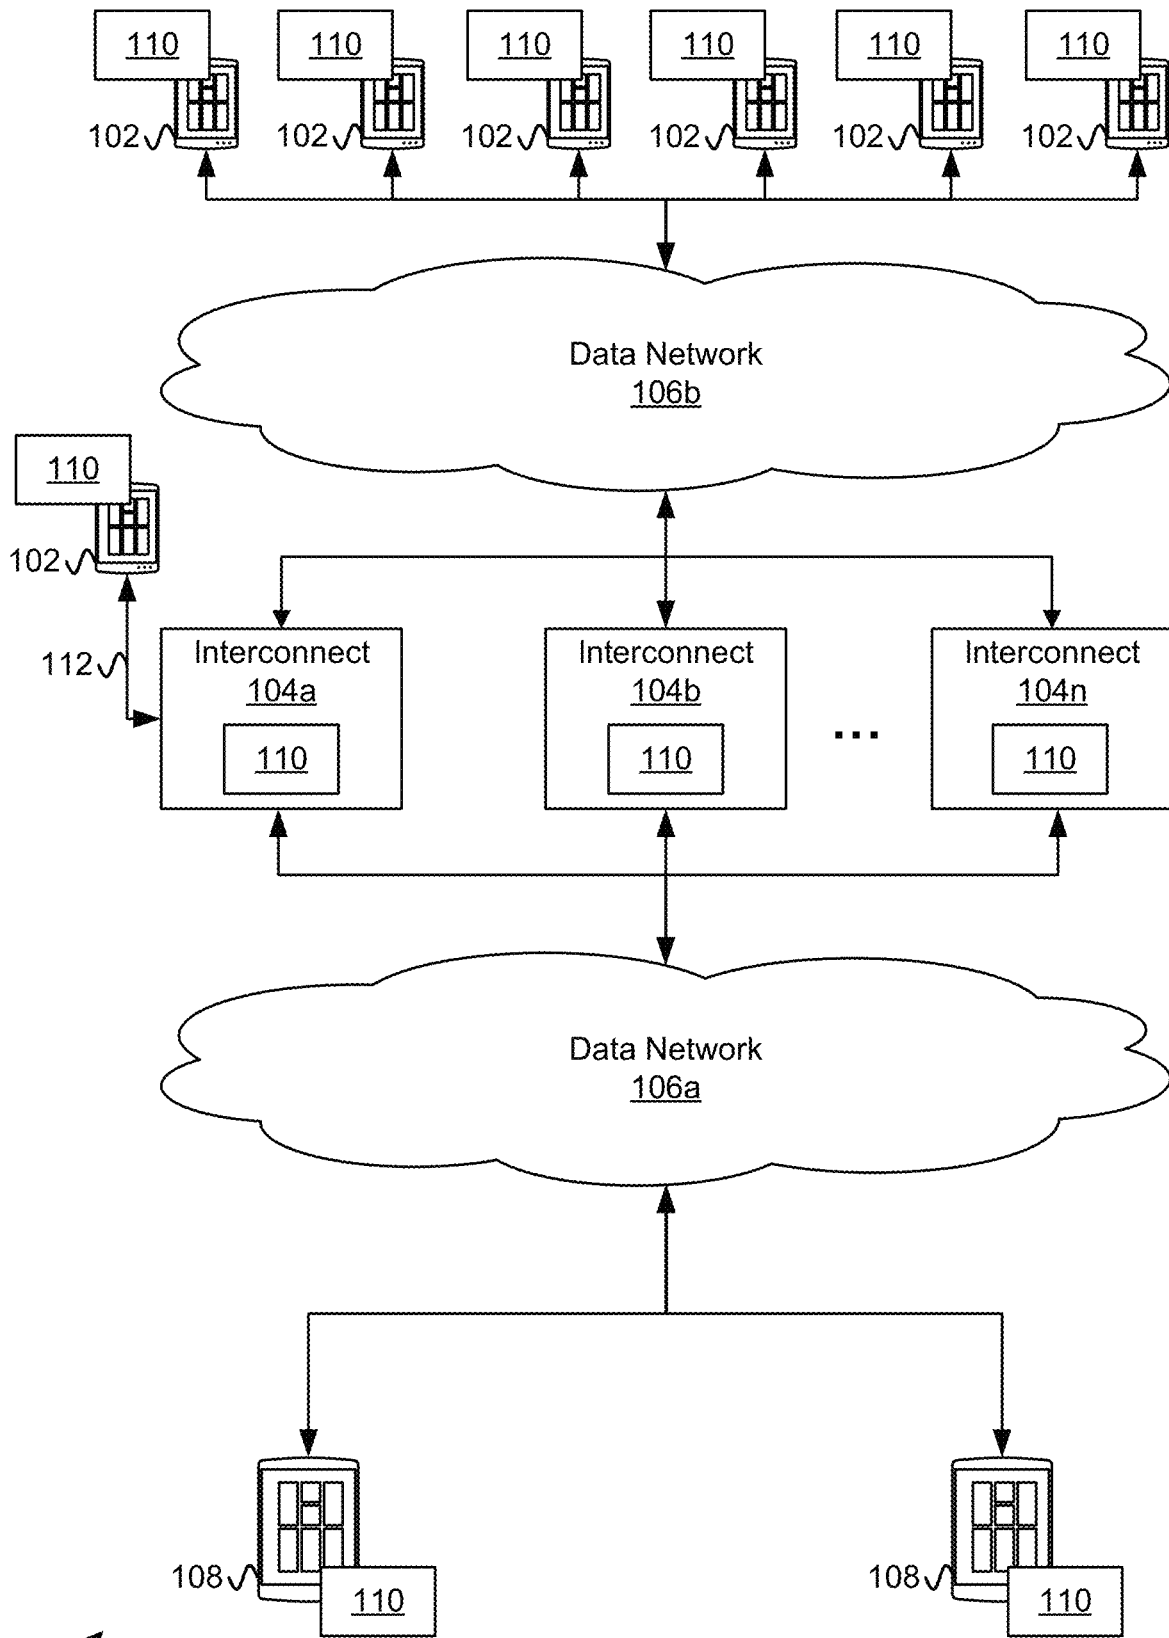 110 110 110 110 110 110
102 102 102 102 102 102
Data Network
106b
110
102
112
Interconnect Interconnect Interconnect
104a 104b 104n
110 110 ... 110
Data Network
106a
108 108
110 110